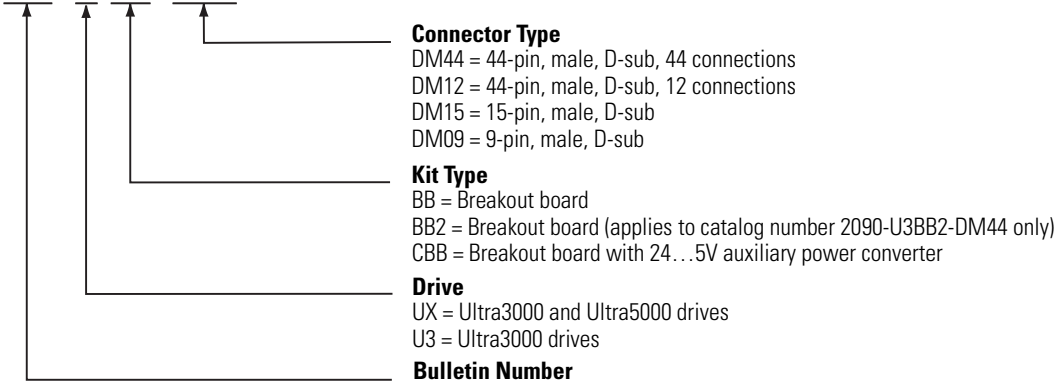 Connector Type
DM44 = 44-pin, male, D-sub, 44 connections
DM12 = 44-pin, male, D-sub, 12 connections
DM15 = 15-pin, male, D-sub
DM09 = 9-pin, male, D-sub
Kit Type
BB = Breakout board
BB2 = Breakout board (applies to catalog number 2090-U3BB2-DM44 only)
CBB = Breakout board with 24…5V auxiliary power converter
Drive
UX = Ultra3000 and Ultra5000 drives
U3 = Ultra3000 drives
Bulletin Number